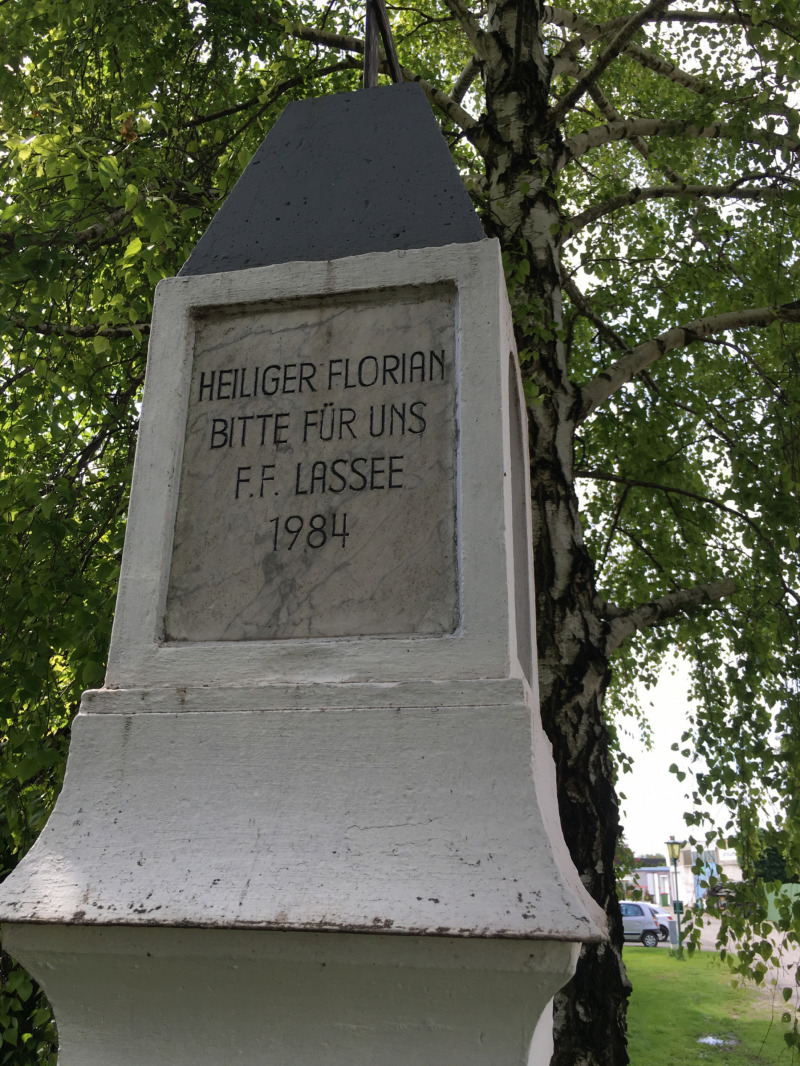 HEILIGER FLORIAN
BITTE FÜR UNS
F.F. LASSEE
1984